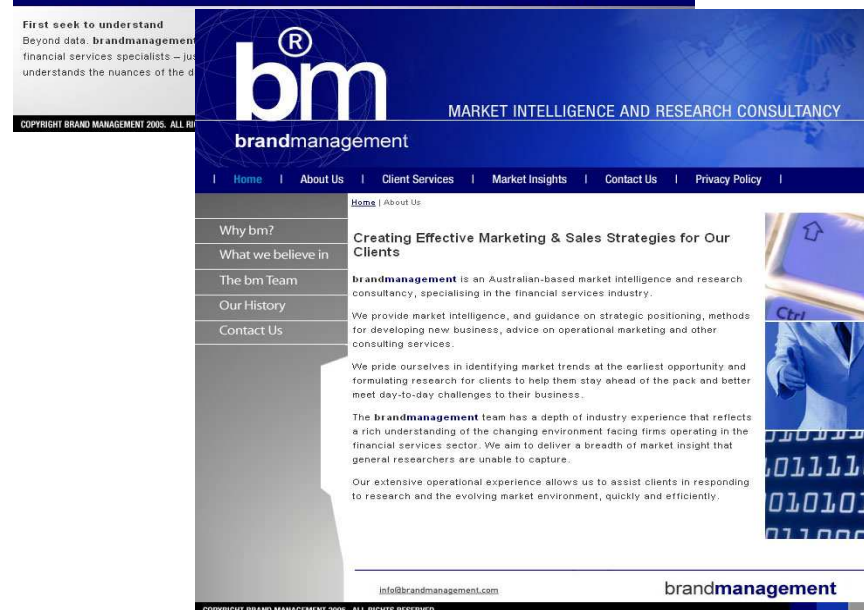 First seek to understand
Beyond data. brandmanagement
financial services specialists –
understands the nuances of the
COPYRIGHT BRAND MANAGEMENT 2005. ALL
®
bm
MARKET INTELLIGENCE AND RESEARCH CONSULTANCY
brandmanagement
| Home | About Us | Client Services | Market Insights | Contact Us | Privacy Policy |
Home | About Us
Why bm?
What we believe in
The bm Team
Our History
Contact Us
Creating Effective Marketing & Sales Strategies for Our
Clients
brandmanagement is an Australian-based market intelligence and research
consultancy, specialising in the financial services industry.
We provide market intelligence, and guidance on strategic positioning, methods
for developing new business, advice on operational marketing and other
consulting services.
We pride ourselves in identifying market trends at the earliest opportunity and
formulating research for clients to help them stay ahead of the pack and better
meet day-to-day challenges to their business.
The brandmanagement team has a depth of industry experience that reflects
a rich understanding of the changing environment facing firms operating in the
financial services sector. We aim to deliver a breadth of market insight that
general researchers are unable to capture.
Our extensive operational experience allows us to assist clients in responding
to research and the evolving market environment, quickly and efficiently.
Ctrl
01111
010101
info@brandmanagement.com
brandmanagement
COPYRIGHT BRAND MANAGEMENT 2005. ALL RIGHTS RESERVED